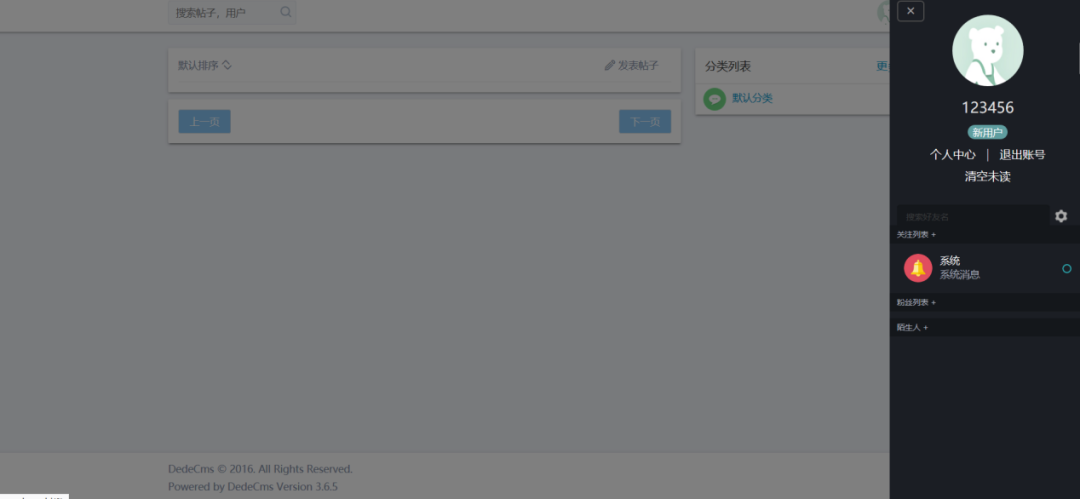 搜索帖子，用户
默认排序
发表帖子
上一页
下一页
分类列表
默认分类
123456
新用户
个人中心 | 退出账号
清空未读
搜索好友名
关注列表 +
系统
系统消息
粉丝列表 +
陌生人 +
DedeCms © 2016. All Rights Reserved.
Powered by DedeCms Version 3.6.5